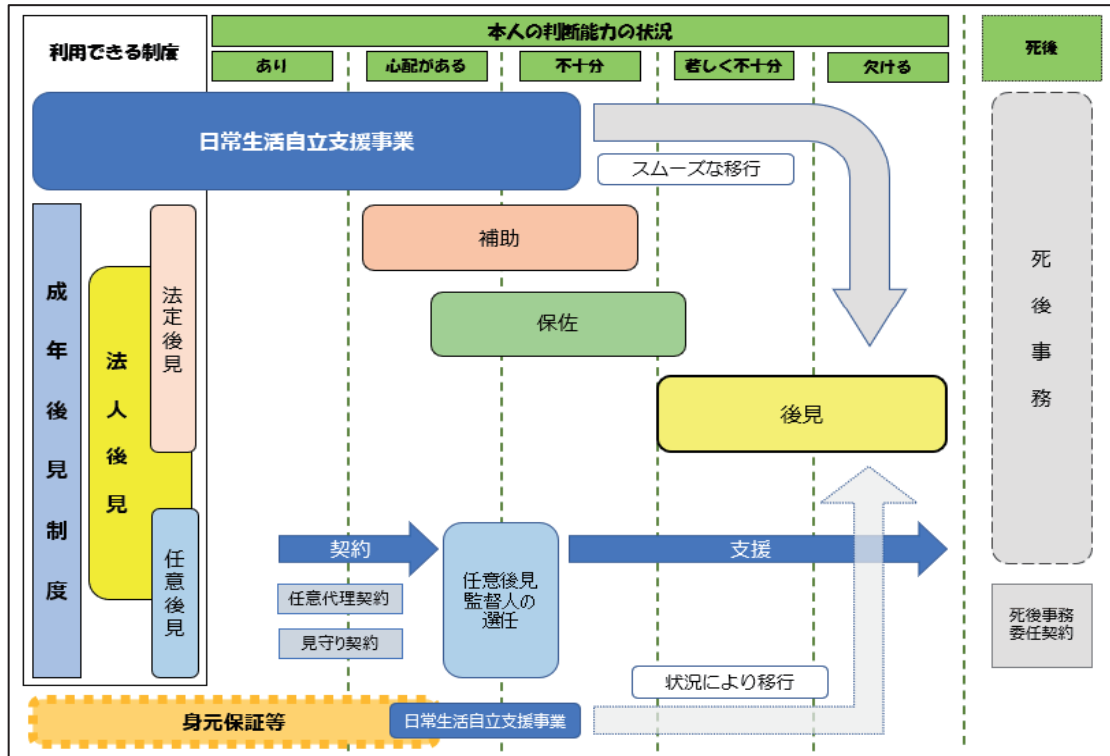 利用できる制度
本人の判断能力の状況
死後
あり
心配がある
不十分
著しく不十分
欠ける
日常生活自立支援事業
スムーズな移行
補助
保佐
後見
成年後見制度
法人後見
法定後見
任意後見
契約
任意代理契約
見守り契約
任意後見
監督人の
選任
支援
状況により移行
身元保証等
日常生活自立支援事業
死後事務
死後事務
委任契約